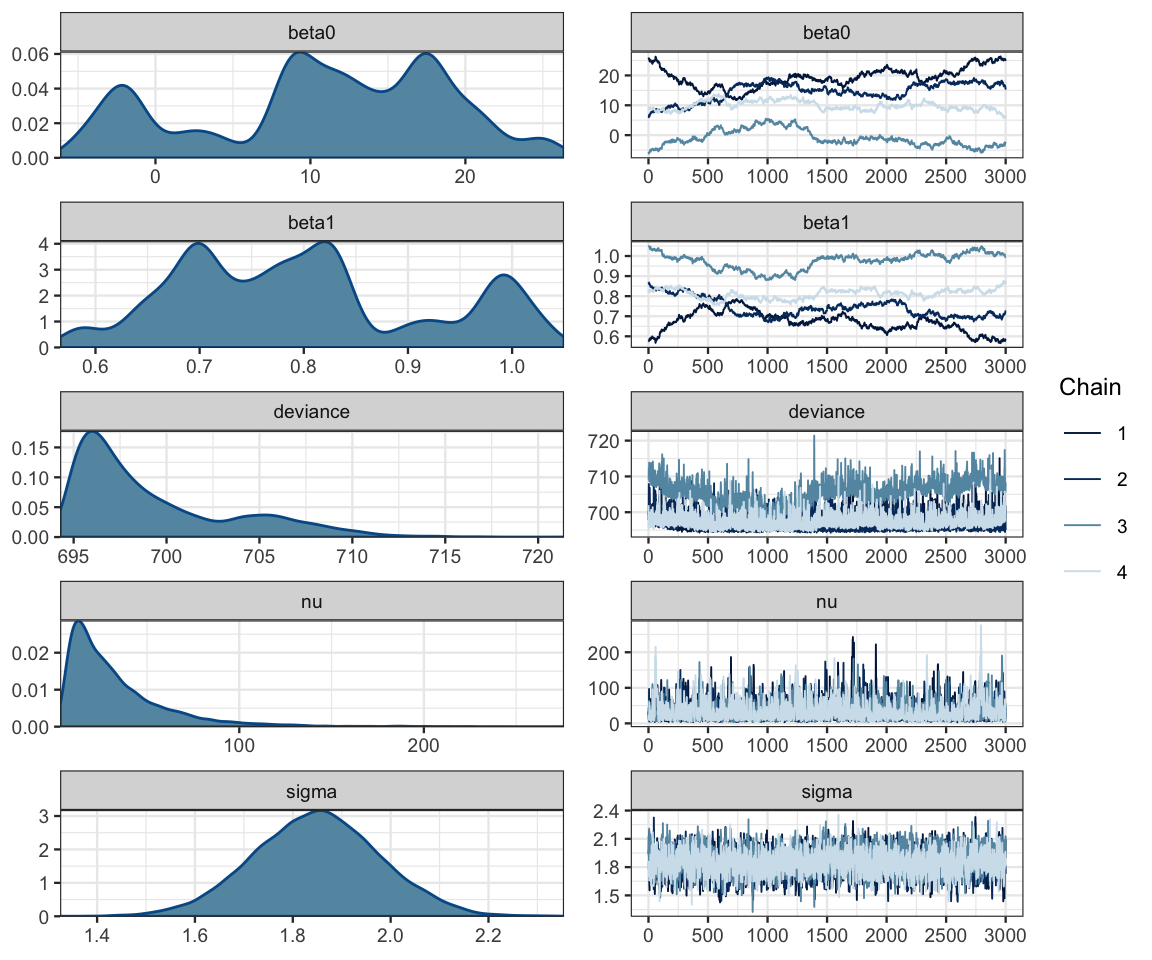 beta0
beta0
0.06
0.04
0.02
0.00
0 10 20
20
10
0
0 500 1000 1500 2000 2500 3000
beta1
beta1
4
3
2
1
0
0.6 0.7 0.8 0.9 1.0
1.0
0.9
0.8
0.7
0.6
0 500 1000 1500 2000 2500 3000
deviance
deviance
0.15
0.10
0.05
0.00
695 700 705 710 715 720
720
710
700
0 500 1000 1500 2000 2500 3000
nu
nu
0.02
0.01
0.00
100 200
200
100
0
0 500 1000 1500 2000 2500 3000
sigma
sigma
3
2
1
0
1.4 1.6 1.8 2.0 2.2
2.4
2.1
1.8
1.5
0 500 1000 1500 2000 2500 3000
Chain
1
2
3
4